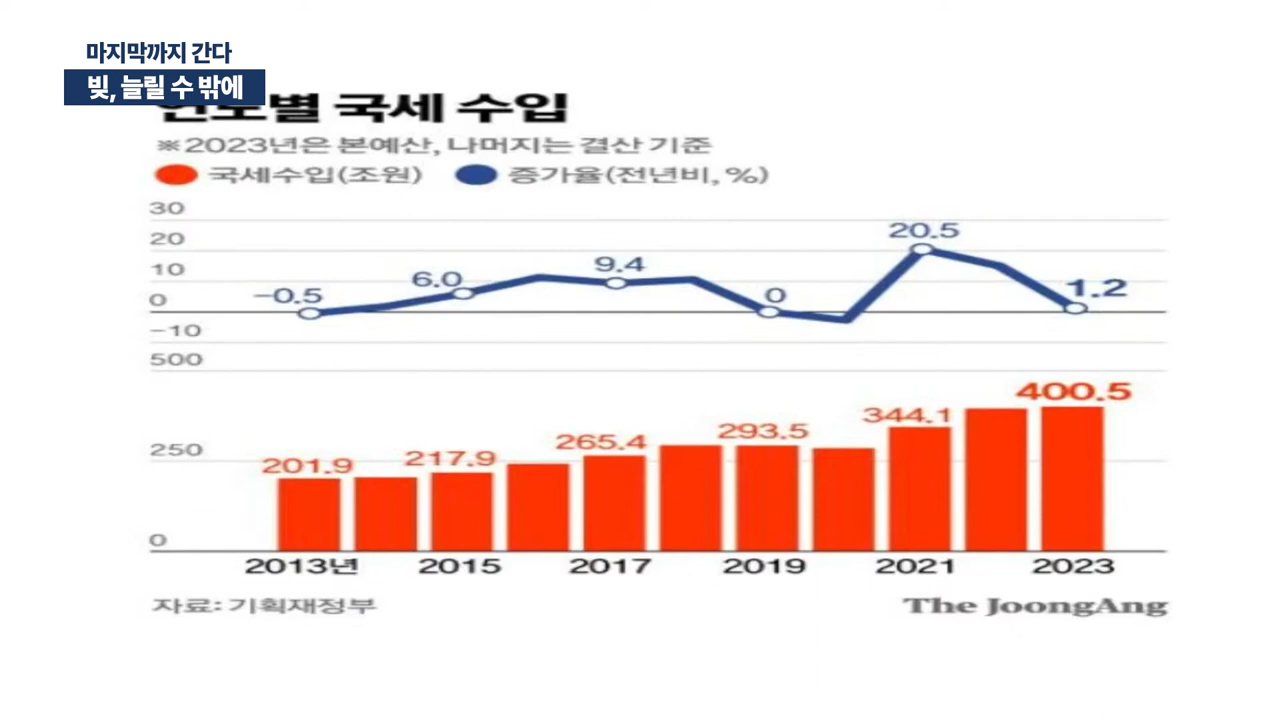 마지막까지 간다
빚, 늘릴 수 밖에
국세 수입
※2023년은 본예산, 나머지는 결산 기준
국세수입(조원) 증가율(전년비, %)
30
20
10
0
-10
-0.5 6.0 9.4 0 20.5 1.2
500
250
0
201.9 217.9 265.4 293.5 344.1 400.5
2013년 2015 2017 2019 2021 2023
자료: 기획재정부 The JoongAng